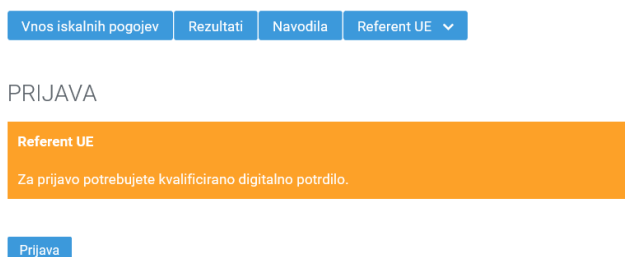 Vnos iskalnih pogojev Rezultati Navodila Referent UE
PRIJAVA
Referent UE
Za prijavo potrebujete kvalificirano digitalno potrdilo.
Prijava